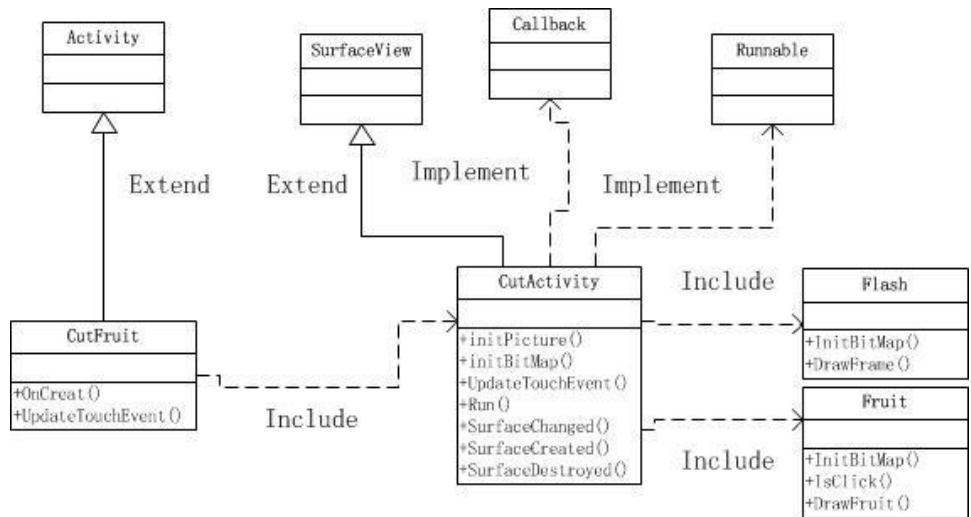 Activity
SurfaceView
Callback
Runnable
Extend
Extend
Implement
Implement
CutFruit
+OnCreat()
+UpdateTouchEvent()
Include
CutActivity
+initPicture()
+initBitMap()
+UpdateTouchEvent()
+Run()
+SurfaceChanged()
+SurfaceCreated()
+SurfaceDestroyed()
Include
Flash
+InitBitMap()
+DrawFrame()
Include
Fruit
+InitBitMap()
+IsClick()
+DrawFruit()